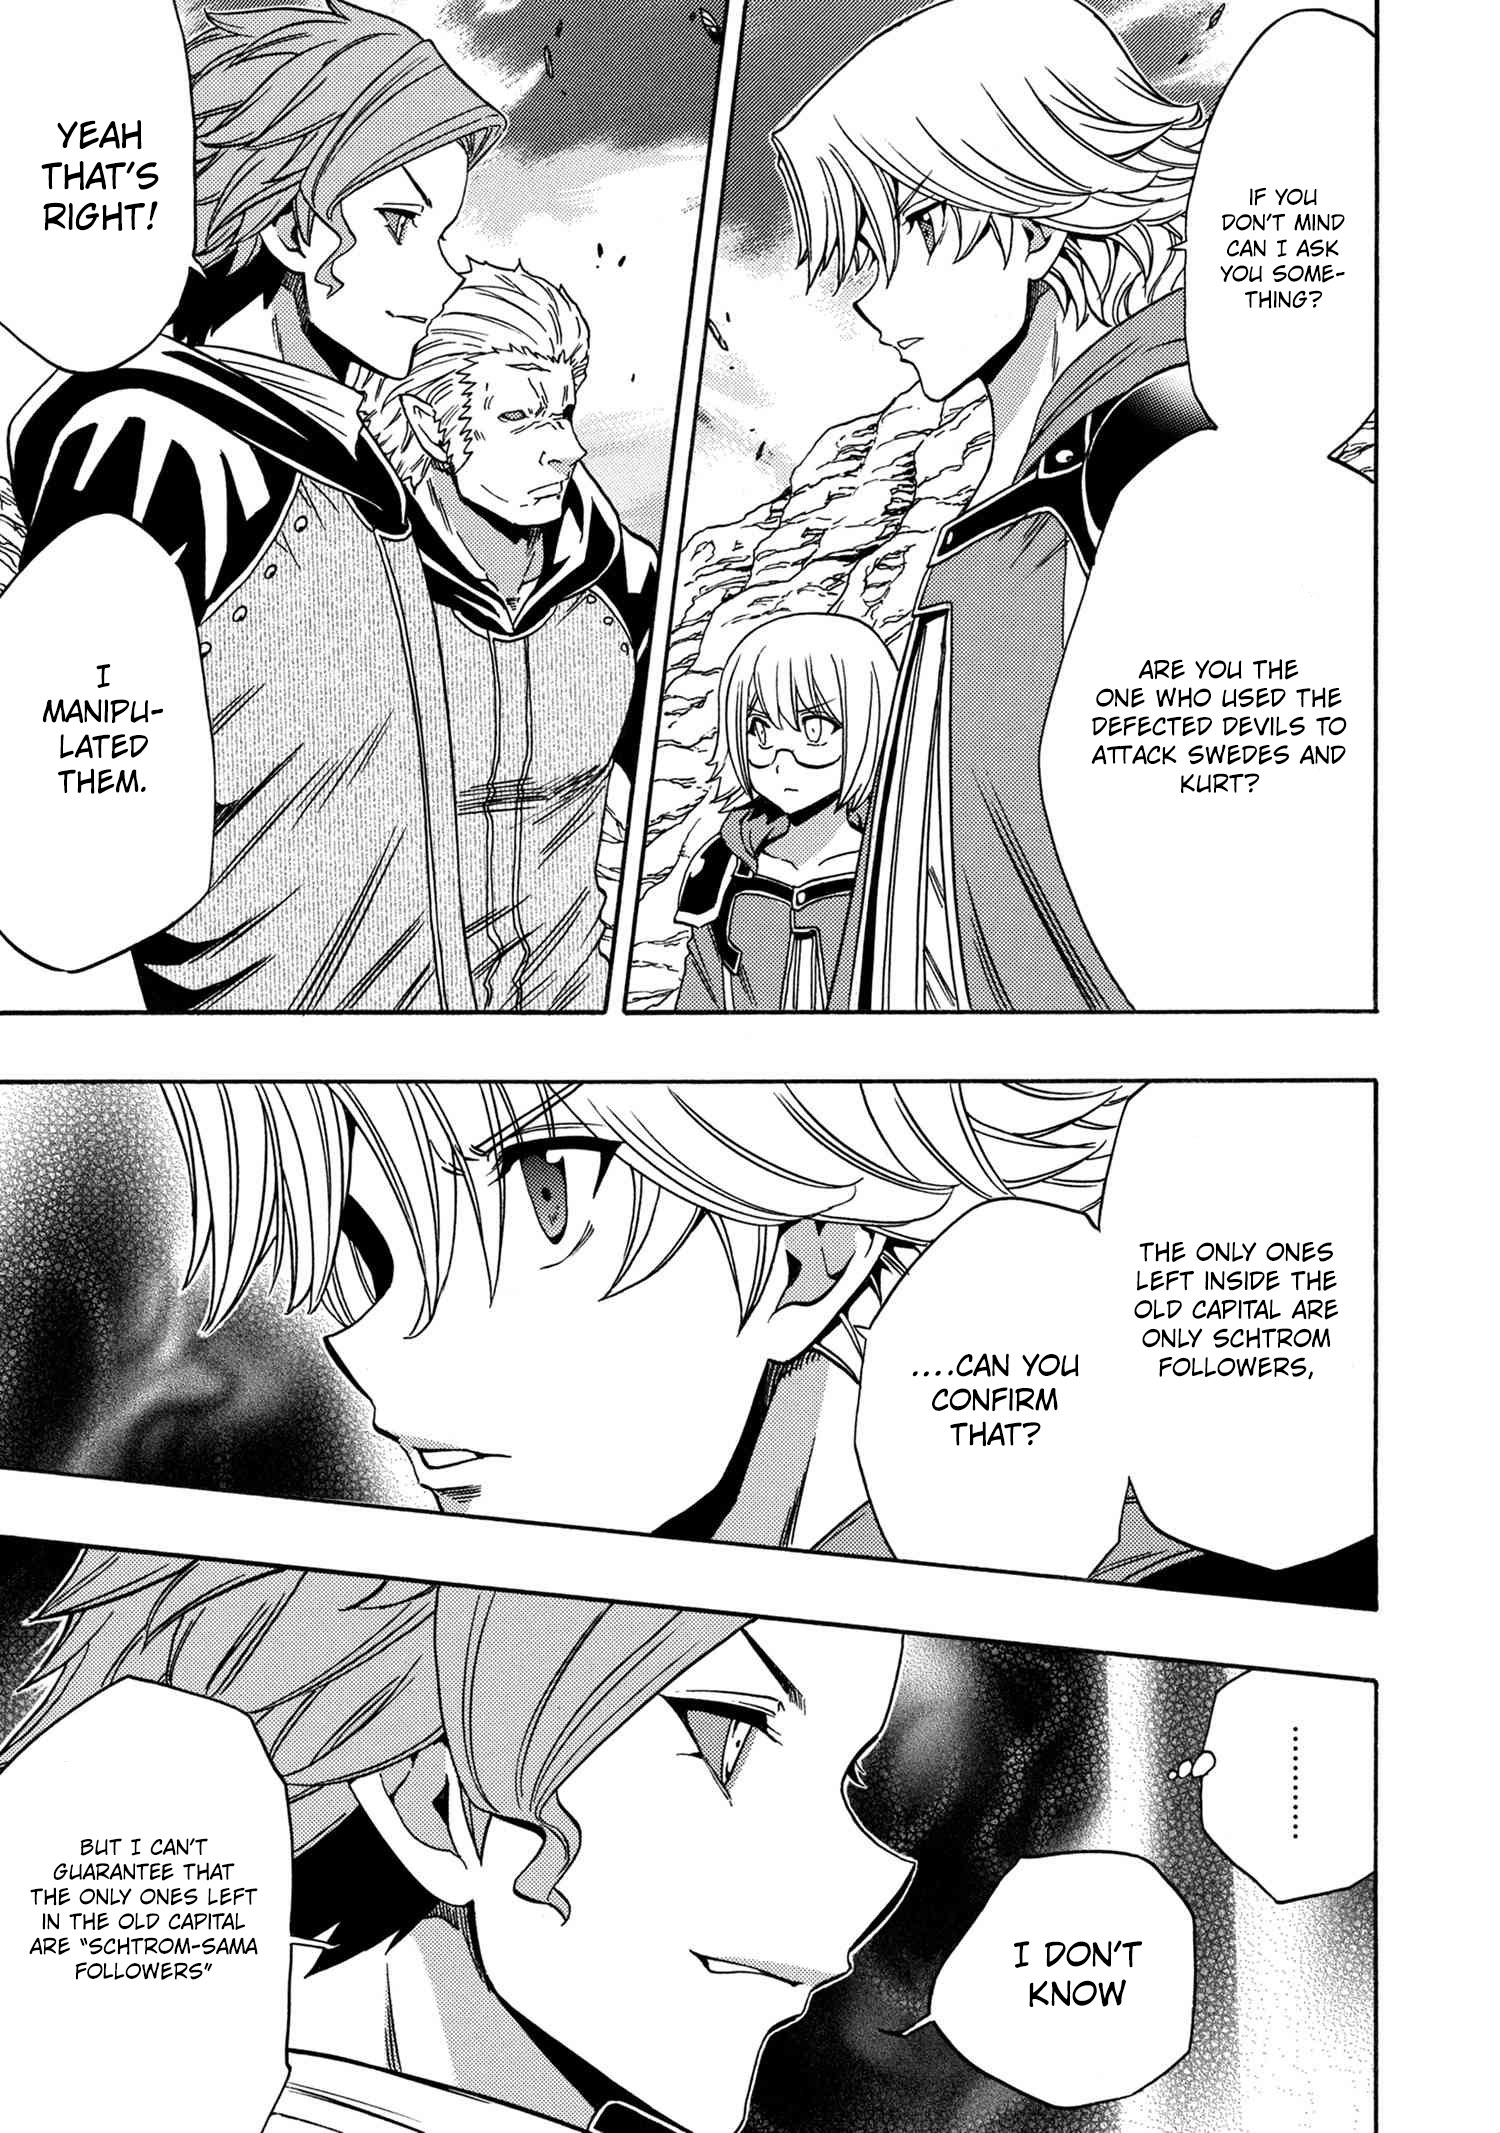 IF YOU
DON'T MIND
CAN I ASK
YOU SOME-
THING?
ARE YOU THE
ONE WHO USED THE
DEFECTED DEVILS TO
ATTACK SWEDES AND
KURT?
YEAH
THAT'S
RIGHT!
I
MANIPU-
LATED
THEM.
THE ONLY ONES
LEFT INSIDE THE
OLD CAPITAL ARE
ONLY SCHTROM
FOLLOWERS,
....CAN YOU
CONFIRM
THAT?
..........
I DON'T
KNOW
BUT I CAN'T
GUARANTEE THAT
THE ONLY ONES LEFT
IN THE OLD CAPITAL
ARE "SCHTROM-SAMA
FOLLOWERS"